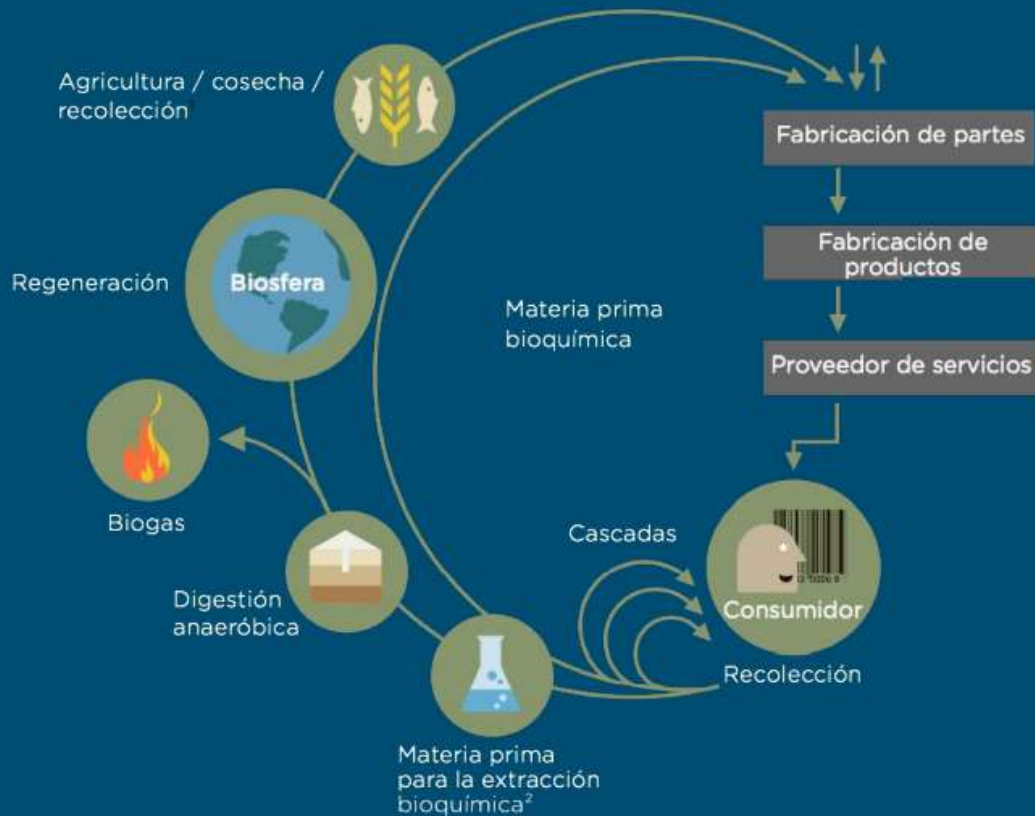 Agricultura / cosecha /
recolección¹
Fabricación de partes
Biosfera
Regeneración
Fabricación de
productos
Materia prima
bioquímica
Proveedor de servicios
Biogas
Cascadas
Digestión
anaeróbica
Consumidor
Recolección
Materia prima
para la extracción
bioquímica²